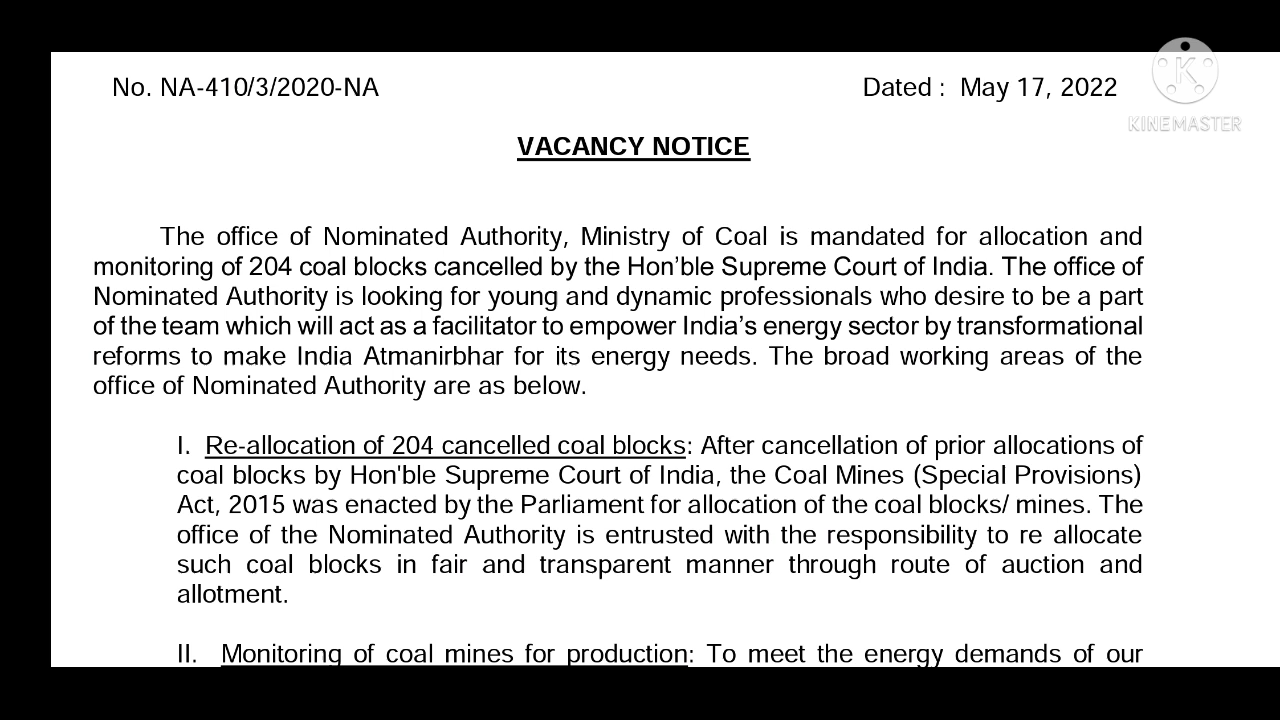 No. NA-410/3/2020-NA Dated : May 17, 2022
KINEMASTER
VACANCY NOTICE
The office of Nominated Authority, Ministry of Coal is mandated for allocation and
monitoring of 204 coal blocks cancelled by the Hon’ble Supreme Court of India. The office of
Nominated Authority is looking for young and dynamic professionals who desire to be a part
of the team which will act as a facilitator to empower India’s energy sector by transformational
reforms to make India Atmanirbhar for its energy needs. The broad working areas of the
office of Nominated Authority are as below.
I. Re-allocation of 204 cancelled coal blocks: After cancellation of prior allocations of
coal blocks by Hon'ble Supreme Court of India, the Coal Mines (Special Provisions)
Act, 2015 was enacted by the Parliament for allocation of the coal blocks/ mines. The
office of the Nominated Authority is entrusted with the responsibility to re allocate
such coal blocks in fair and transparent manner through route of auction and
allotment.
II. Monitoring of coal mines for production: To meet the energy demands of our